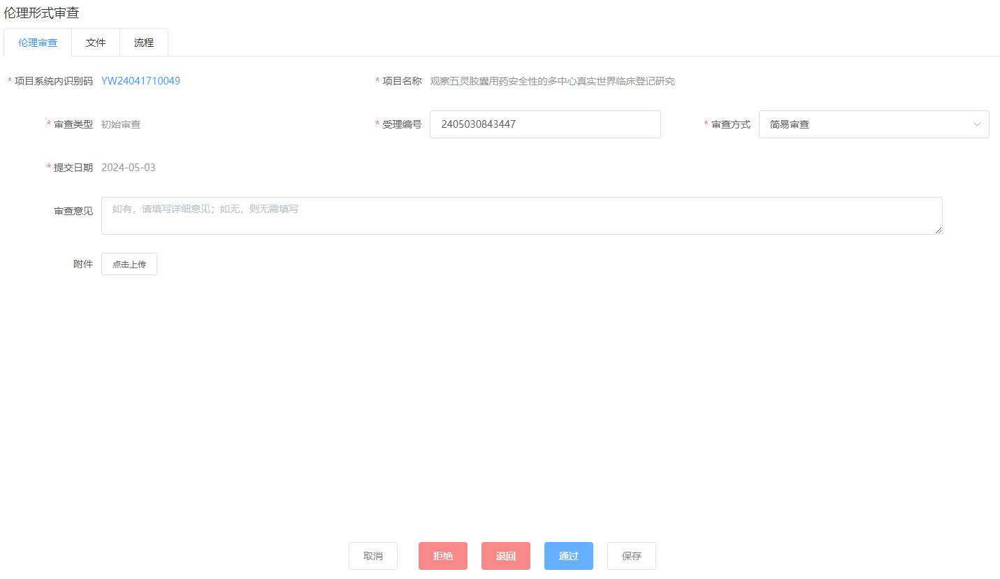 伦理形式审查
伦理审查 文件 流程
* 项目系统内识别码 YW24041710049 * 项目名称 观察五灵胶囊用药安全性的多中心真实世界临床登记研究
* 审查类型 初始审查 * 受理编号 2405030843447 * 审查方式 简易审查
* 提交日期 2024-05-03
审查意见 如有，请填写详细意见；如无，则无需填写
附件 点击上传
取消 拒绝 退回 通过 保存